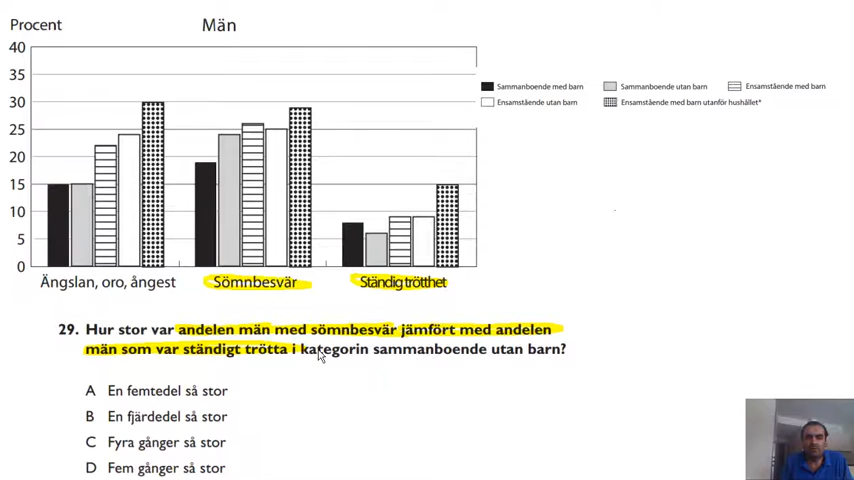 Procent
Män
40
35
30
25
20
15
10
5
0
Sammanboende med barn
Sammanboende utan barn
Ensamstående med barn
Ensamstående utan barn
Ensamstående med barn utanför hushållet*
Ängslan, oro, ångest
Sömnbesvär
Ständig trötthet
29. Hur stor var andelen män med sömnbesvär jämfört med andelen
män som var ständigt trötta i kategorin sammanboende utan barn?
A En femtedel så stor
B En fjärdedel så stor
C Fyra gånger så stor
D Fem gånger så stor